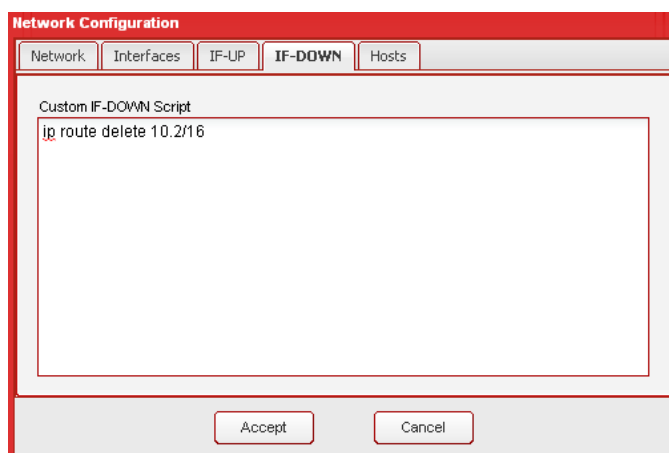 Network Configuration
Network Interfaces IF-UP IF-DOWN Hosts
Custom IF-DOWN Script
ip route delete 10.2/16
Accept Cancel